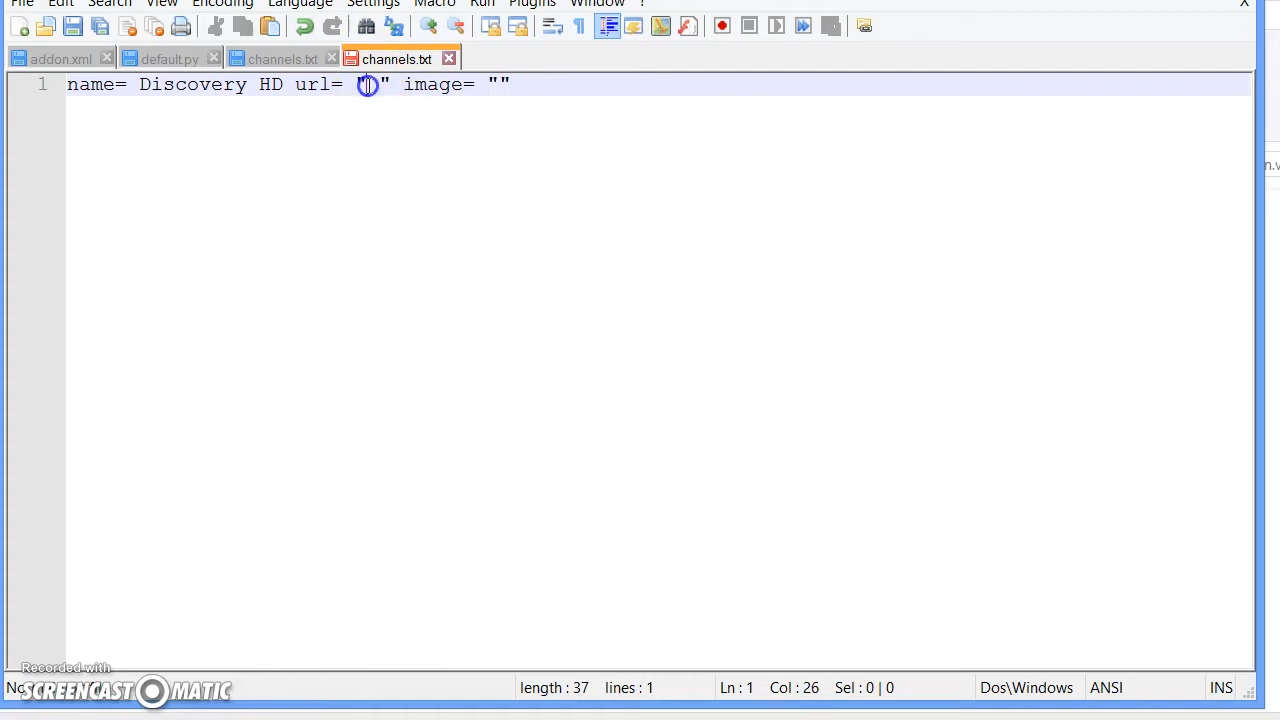 File Edit Search View Encoding Language Settings Macro Run Plugins Window ? X
addon.xml default.py channels.txt channels.txt
1 name= Discovery HD url= " " image= ""
Recorded with
SCREENCAST MATIC
length : 37 lines : 1 Ln : 1 Col : 26 Sel : 0 | 0 Dos\Windows ANSI INS